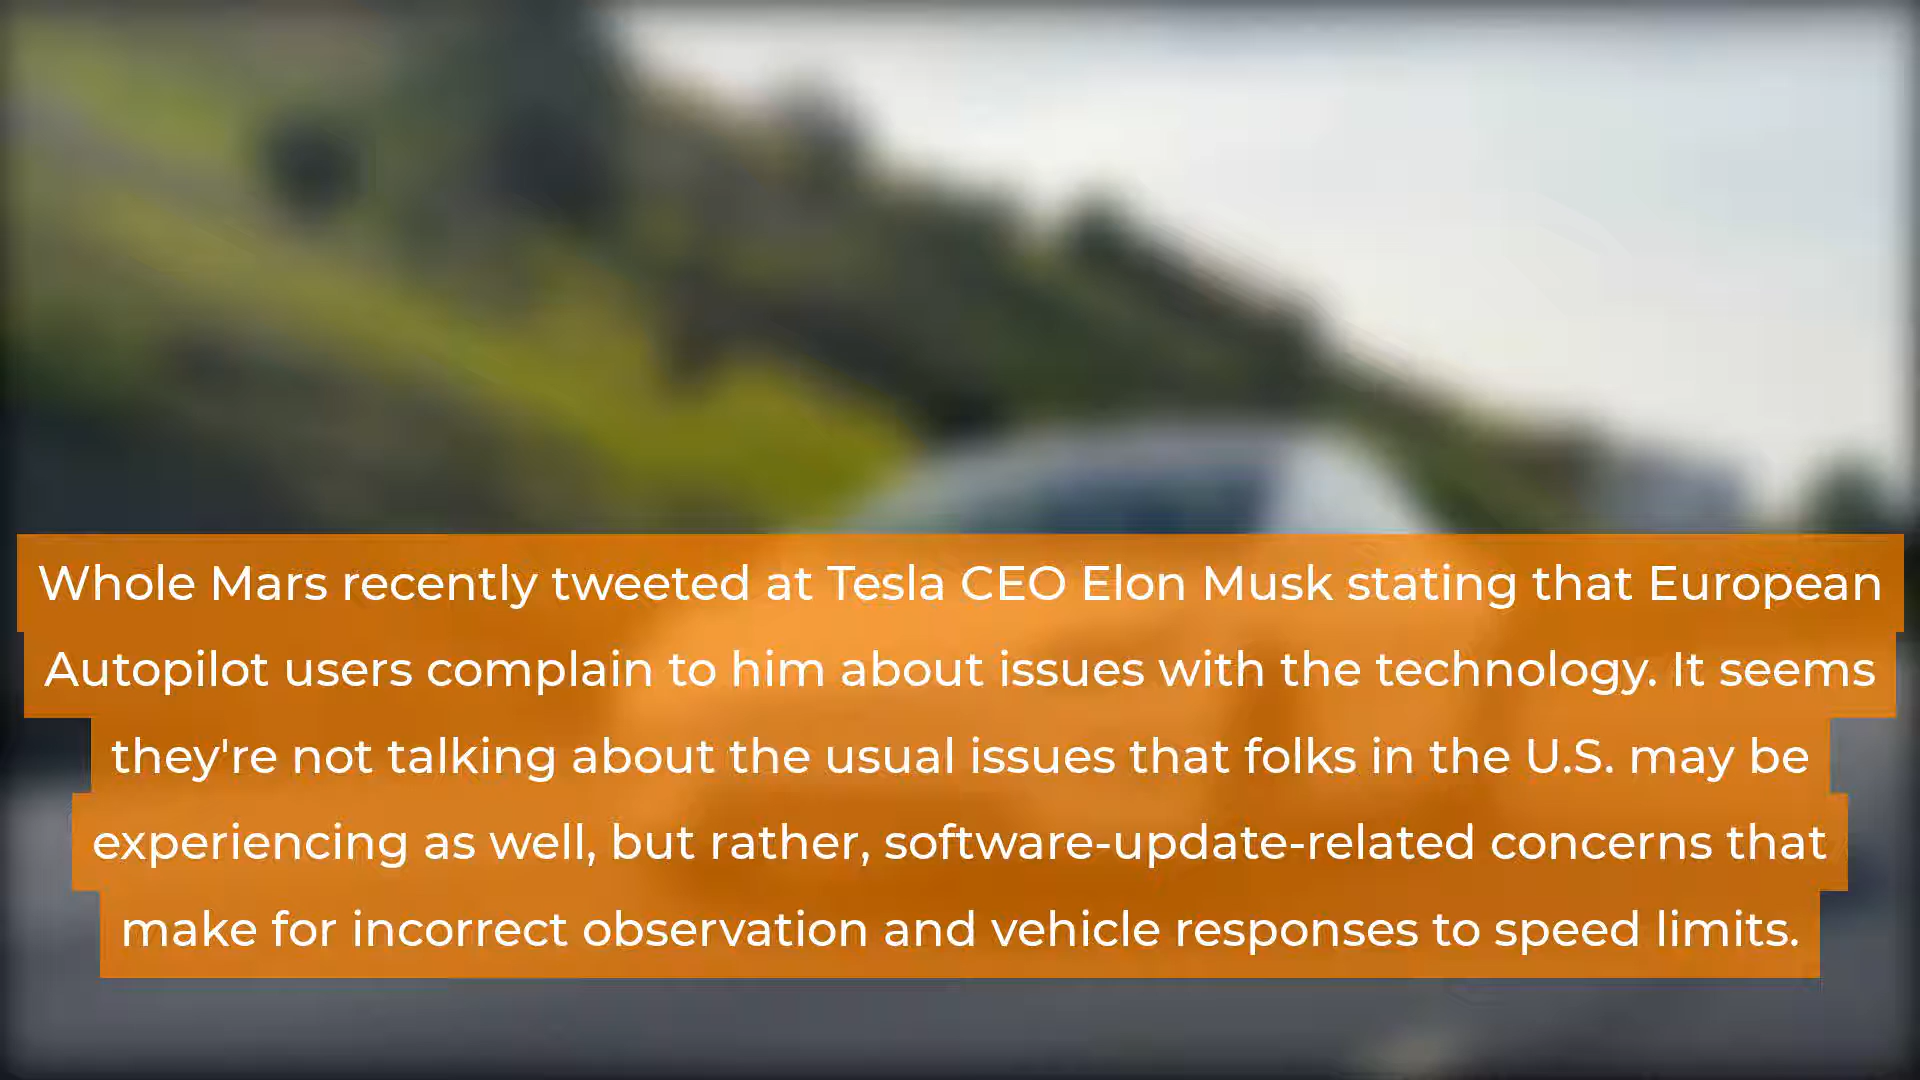 Whole Mars recently tweeted at Tesla CEO Elon Musk stating that European
Autopilot users complain to him about issues with the technology. It seems
they're not talking about the usual issues that folks in the U.S. may be
experiencing as well, but rather, software-update-related concerns that
make for incorrect observation and vehicle responses to speed limits.